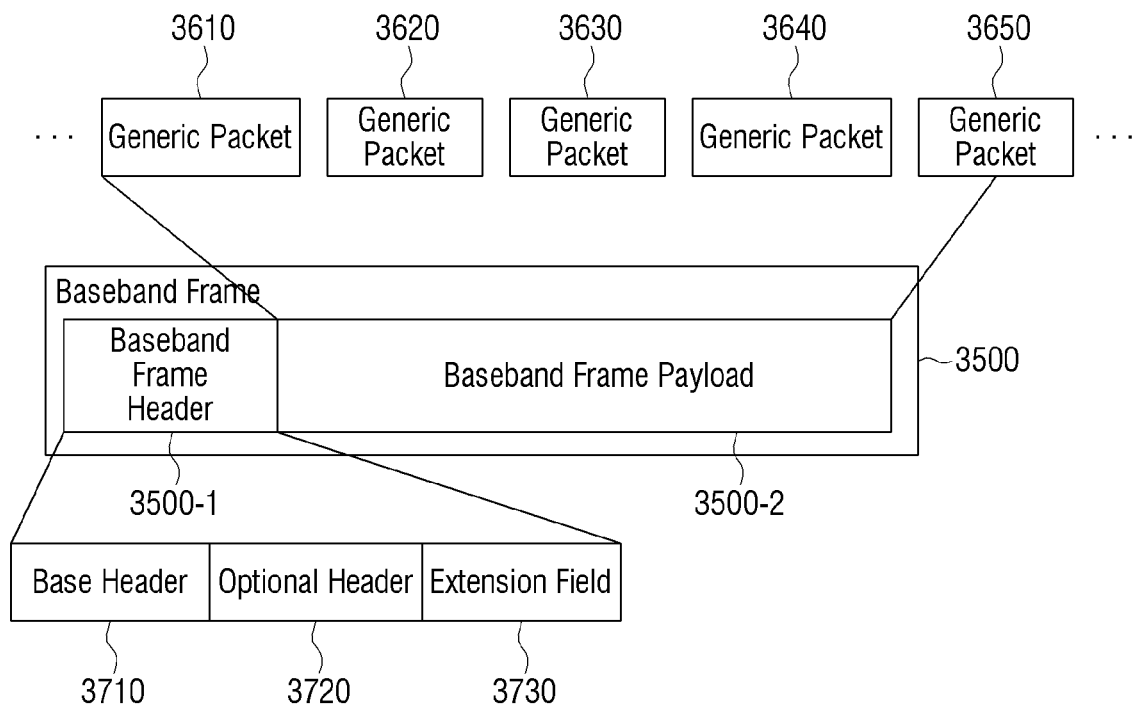 3610 3620 3630 3640 3650
. . . Generic Packet Generic Packet Generic Packet Generic Packet Generic Packet . . .
Baseband Frame
Baseband
Frame
Header
Baseband Frame Payload
3500
3500-1 3500-2
Base Header Optional Header Extension Field
3710 3720 3730